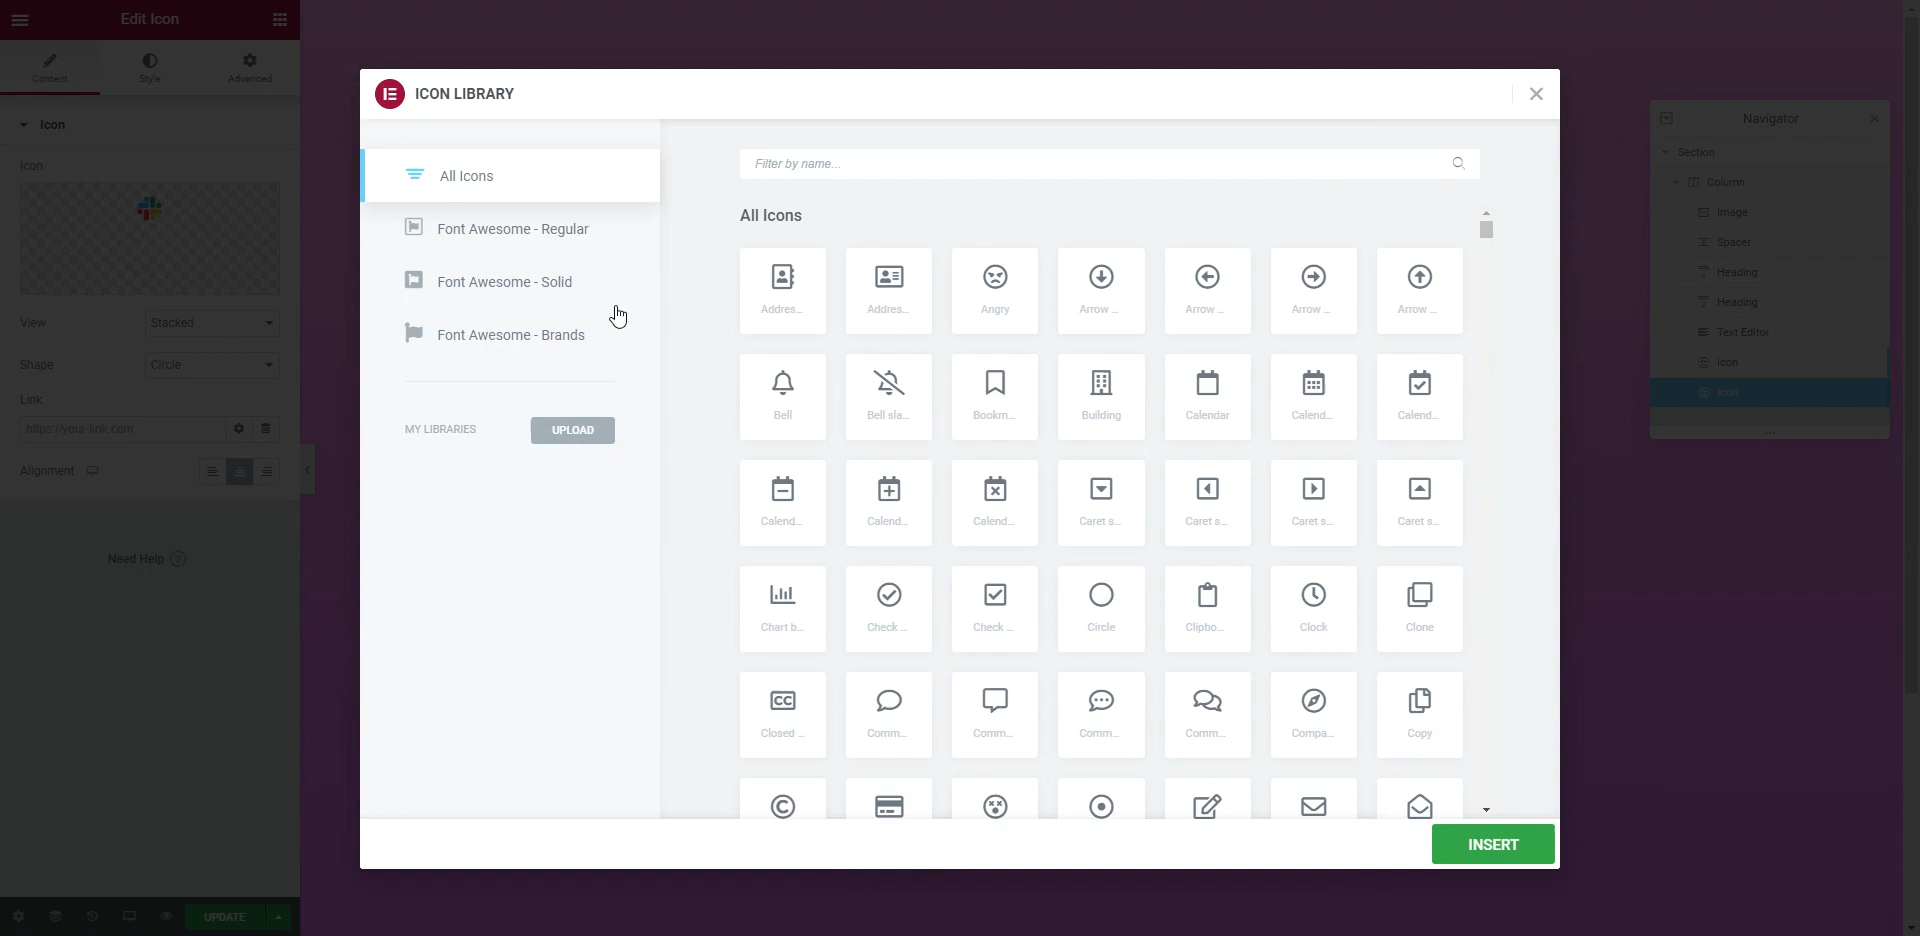 Edit Icon
Content
Style
Advanced
Icon
Icon
View
Stacked
Shape
Circle
Link
https://your-link.com
Alignment
Need Help
UPDATE
ICON LIBRARY
All Icons
Font Awesome - Regular
Font Awesome - Solid
Font Awesome - Brands
MY LIBRARIES
UPLOAD
Filter by name...
All Icons
Addres...
Addres...
Angry
Arrow ...
Arrow ...
Arrow ...
Arrow ...
Bell
Bell sla...
Bookm...
Building
Calendar
Calend...
Calend...
Calend...
Calend...
Calend...
Caret s...
Caret s...
Caret s...
Caret s...
Chart b...
Check ...
Check ...
Circle
Clipbo...
Clock
Clone
CC
Closed ...
Comm...
Comm...
Comm...
Comm...
Compa...
Copy
INSERT
Navigator
Section
Column
Image
Spacer
Heading
Heading
Text Editor
Icon
Icon